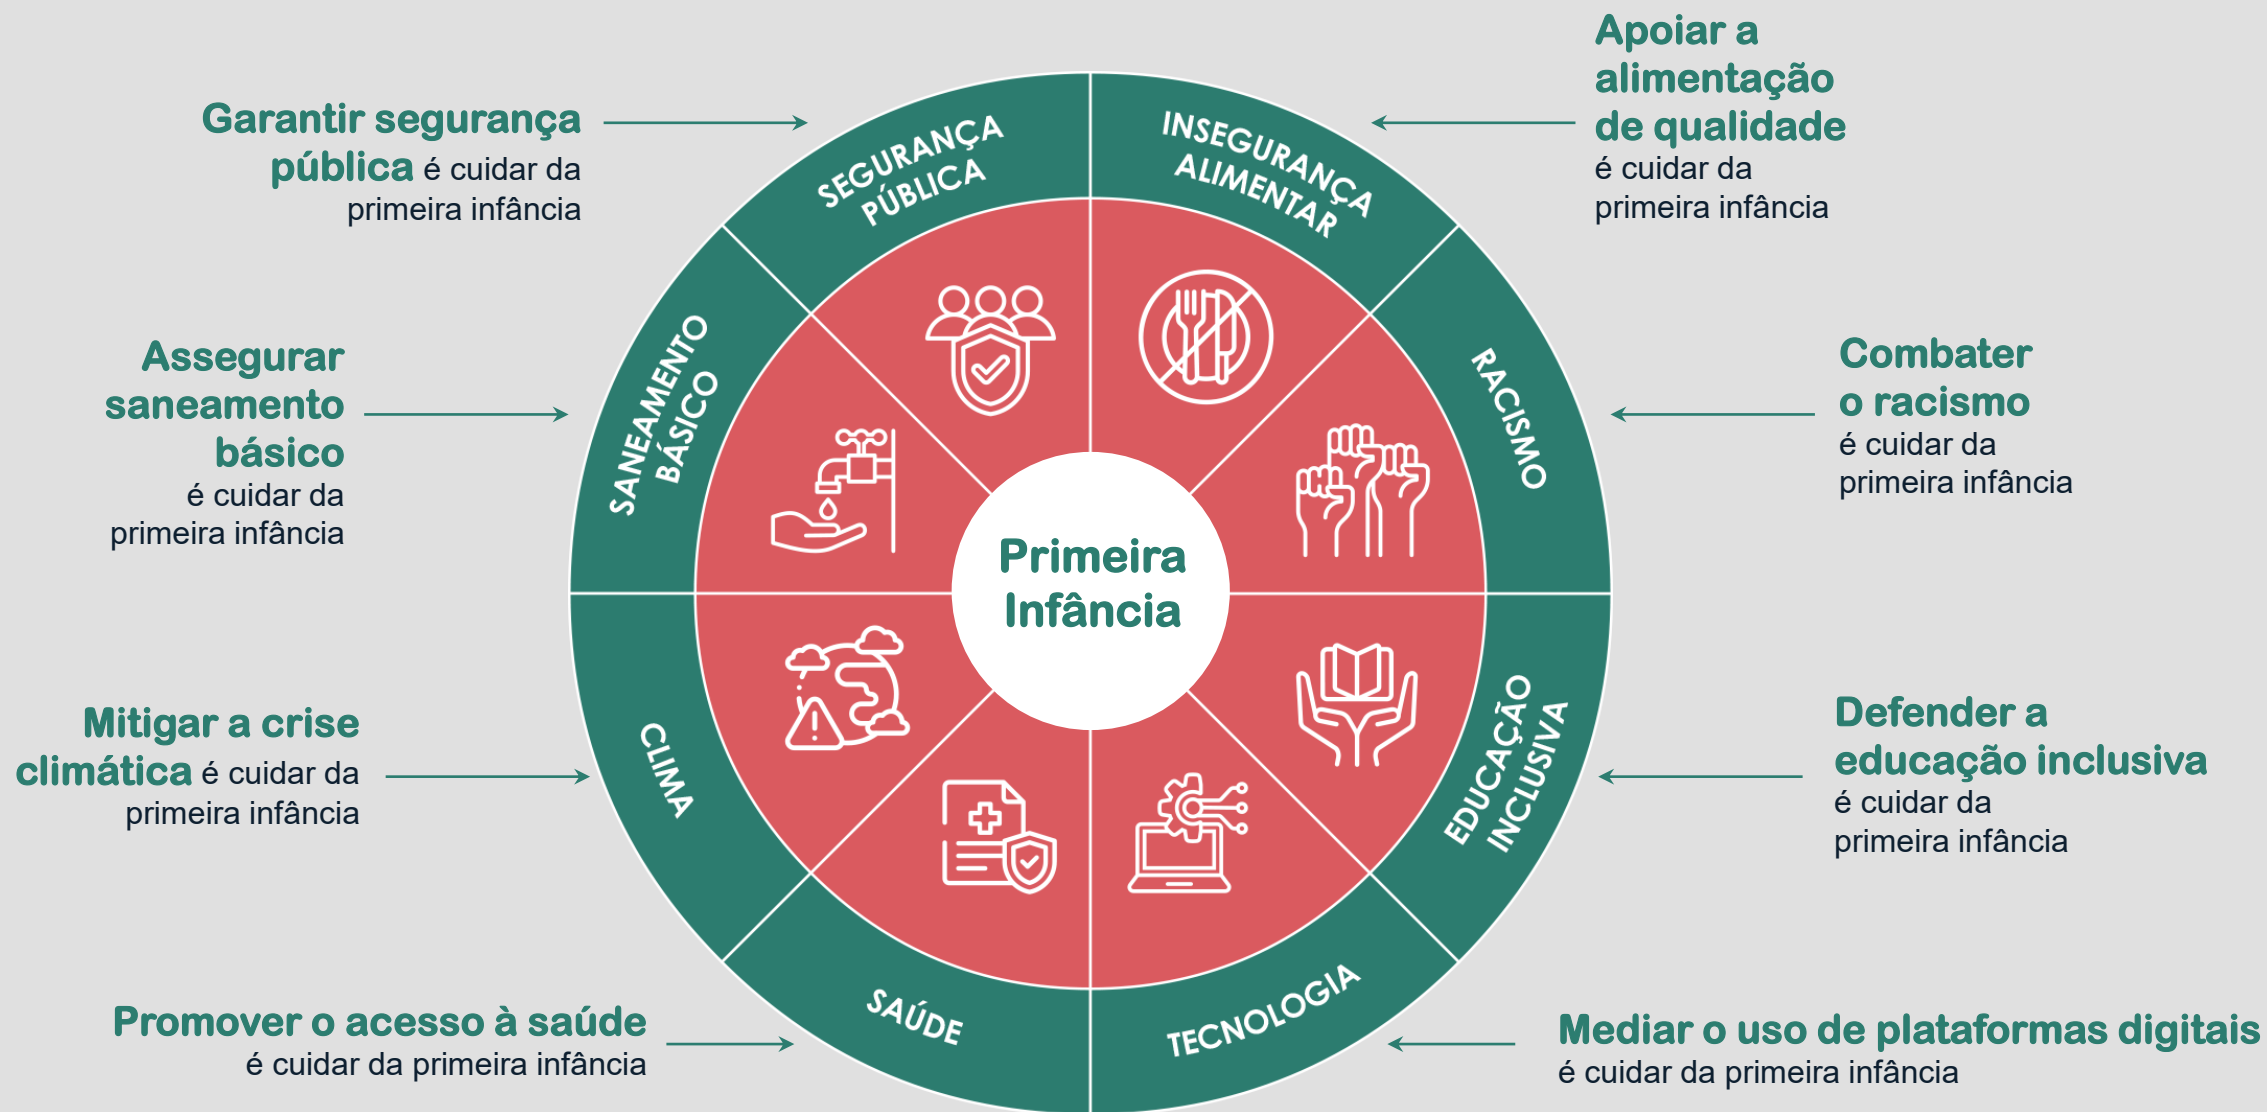 Garantir segurança
pública é cuidar da
primeira infância
Apoiar a
alimentação
de qualidade
é cuidar da
primeira infância
Assegurar
saneamento
básico
é cuidar da
primeira infância
Combater
o racismo
é cuidar da
primeira infância
Mitigar a crise
climática é cuidar da
primeira infância
Defender a
educação inclusiva
é cuidar da
primeira infância
Promover o acesso à saúde
é cuidar da primeira infância
Mediar o uso de plataformas digitais
é cuidar da primeira infância
SEGURANÇA
PÚBLICA
INSEGURANÇA
ALIMENTAR
RACISMO
EDUCAÇÃO
INCLUSIVA
TECNOLOGIA
SAÚDE
CLIMA
SANEAMENTO
BÁSICO
Primeira
Infância